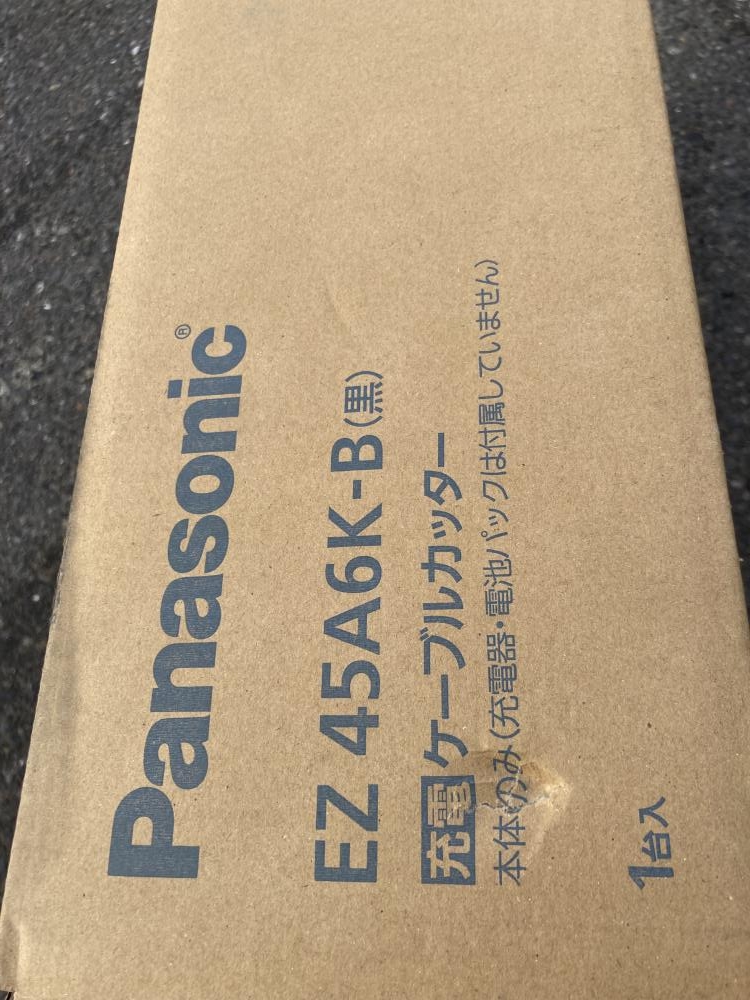 Panasonic®
EZ 45A6K-B(黒)
充電ケーブルカッター
本体のみ(充電器・電池パックは付属していません)
1台入